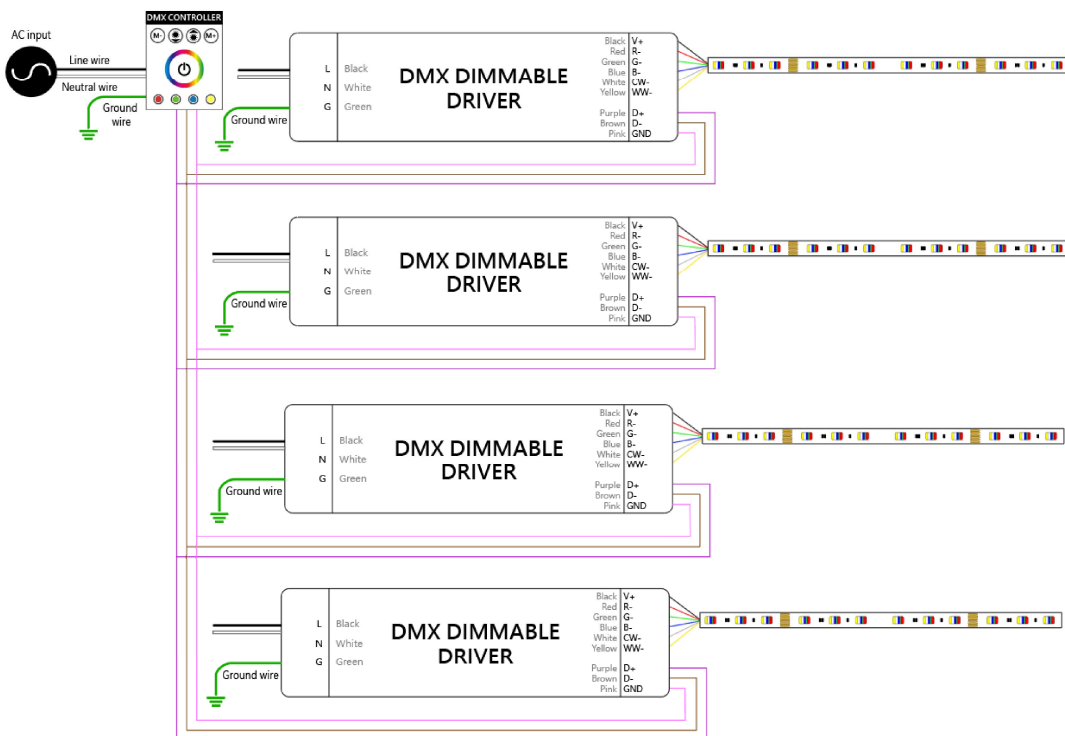 DMX CONTROLLER
M-
M+
AC input
Line wire
Neutral wire
Ground
wire
L Black
N White
G Green
Ground wire
DMX DIMMABLE
DRIVER
Black V+
Red R-
Green G-
Blue B-
White CW-
Yellow WW-
Purple D+
Brown D-
Pink GND
L Black
N White
G Green
Ground wire
DMX DIMMABLE
DRIVER
Black V+
Red R-
Green G-
Blue B-
White CW-
Yellow WW-
Purple D+
Brown D-
Pink GND
L Black
N White
G Green
Ground wire
DMX DIMMABLE
DRIVER
Black V+
Red R-
Green G-
Blue B-
White CW-
Yellow WW-
Purple D+
Brown D-
Pink GND
L Black
N White
G Green
Ground wire
DMX DIMMABLE
DRIVER
Black V+
Red R-
Green G-
Blue B-
White CW-
Yellow WW-
Purple D+
Brown D-
Pink GND